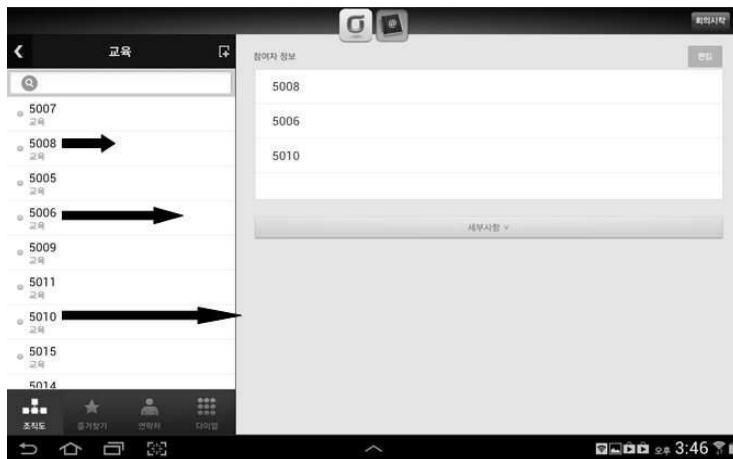 회의시작
교육
참여자 정보
편집
5008
5006
5010
세부사항
5007
교육
5008
교육
5005
교육
5006
교육
5009
교육
5011
교육
5010
교육
5015
교육
5014
조직도 즐겨찾기 연락처 다이얼
오후 3:46